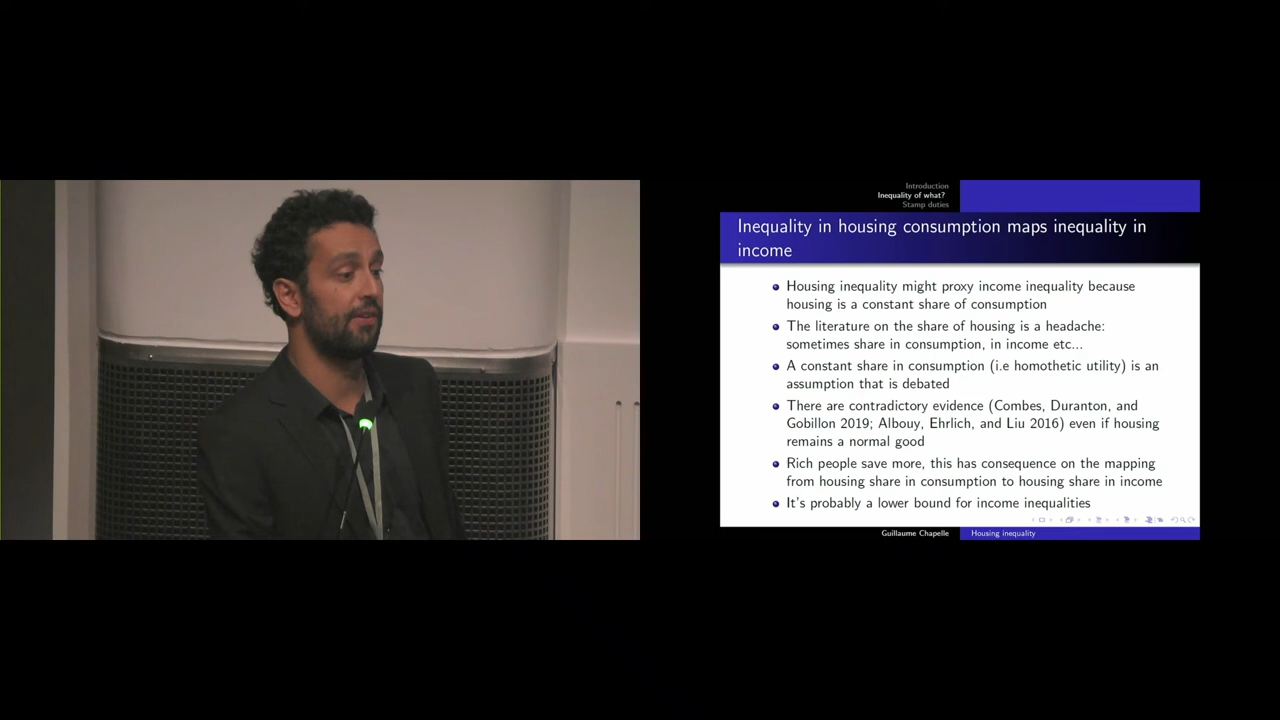 Introduction
Inequality of what?
Stamp duties
Inequality in housing consumption maps inequality in
income
Housing inequality might proxy income inequality because
housing is a constant share of consumption
The literature on the share of housing is a headache:
sometimes share in consumption, in income etc...
A constant share in consumption (i.e homothetic utility) is an
assumption that is debated
There are contradictory evidence (Combes, Duranton, and
Gobillon 2019; Albouy, Ehrlich, and Liu 2016) even if housing
remains a normal good
Rich people save more, this has consequence on the mapping
from housing share in consumption to housing share in income
It's probably a lower bound for income inequalities
Guillaume Chapelle
Housing inequality